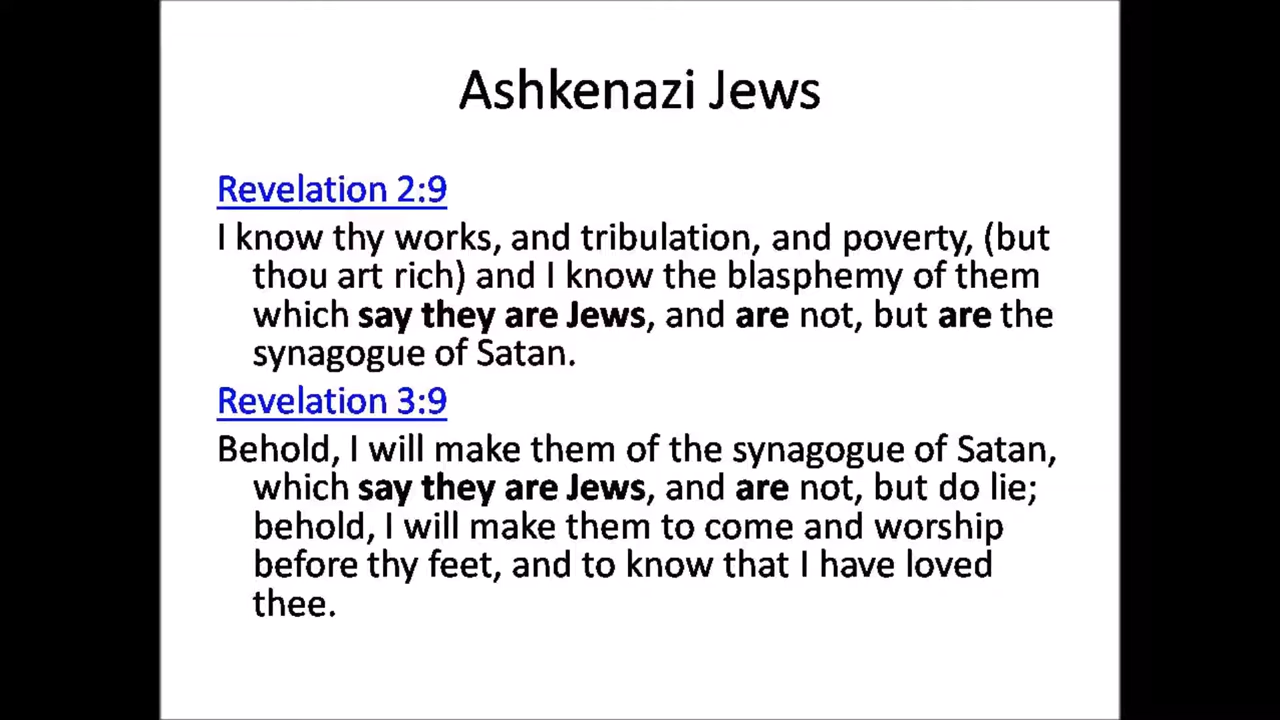 Ashkenazi Jews
Revelation 2:9
I know thy works, and tribulation, and poverty, (but
thou art rich) and I know the blasphemy of them
which say they are Jews, and are not, but are the
synagogue of Satan.
Revelation 3:9
Behold, I will make them of the synagogue of Satan,
which say they are Jews, and are not, but do lie;
behold, I will make them to come and worship
before thy feet, and to know that I have loved
thee.